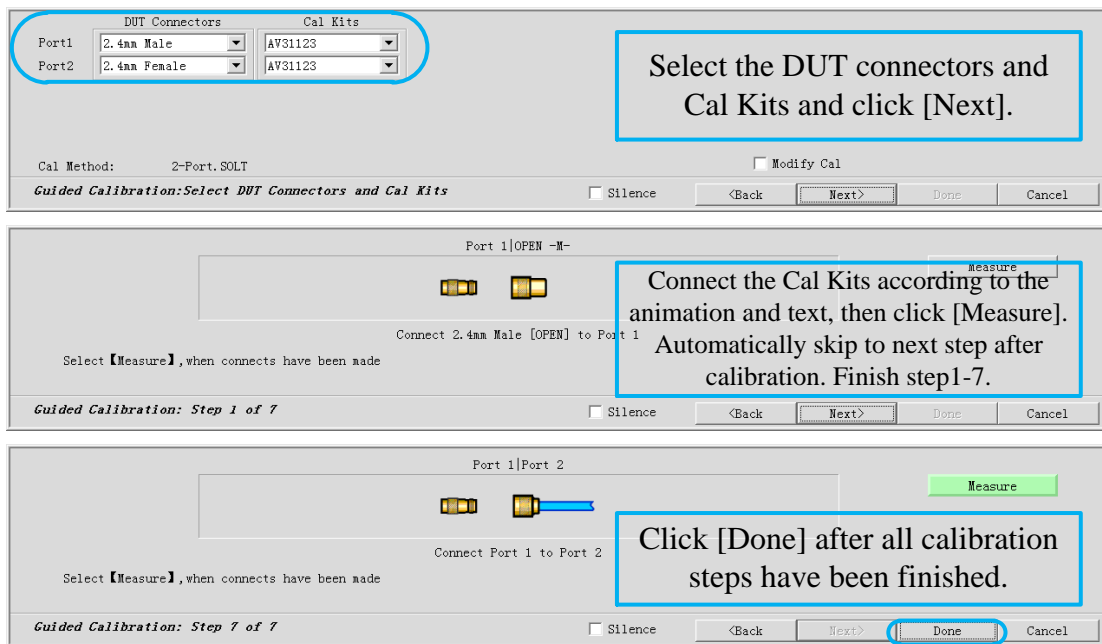 DUT Connectors Cal Kits
Port1 2.4mm Male AV31123
Port2 2.4mm Female AV31123
Select the DUT connectors and
Cal Kits and click [Next].
Cal Method: 2-Port.SOLT
Modify Cal
Guided Calibration:Select DUT Connectors and Cal Kits Silence <Back Next> Done Cancel
Port 1|OPEN -M-
Measure
Connect the Cal Kits according to the
animation and text, then click [Measure].
Automatically skip to next step after
calibration. Finish step1-7.
Connect 2.4mm Male [OPEN] to Port 1
Select【Measure】,when connects have been made
Guided Calibration: Step 1 of 7 Silence <Back Next> Done Cancel
Port 1|Port 2
Measure
Connect Port 1 to Port 2
Click [Done] after all calibration
steps have been finished.
Select【Measure】,when connects have been made
Guided Calibration: Step 7 of 7 Silence <Back Next> Done Cancel